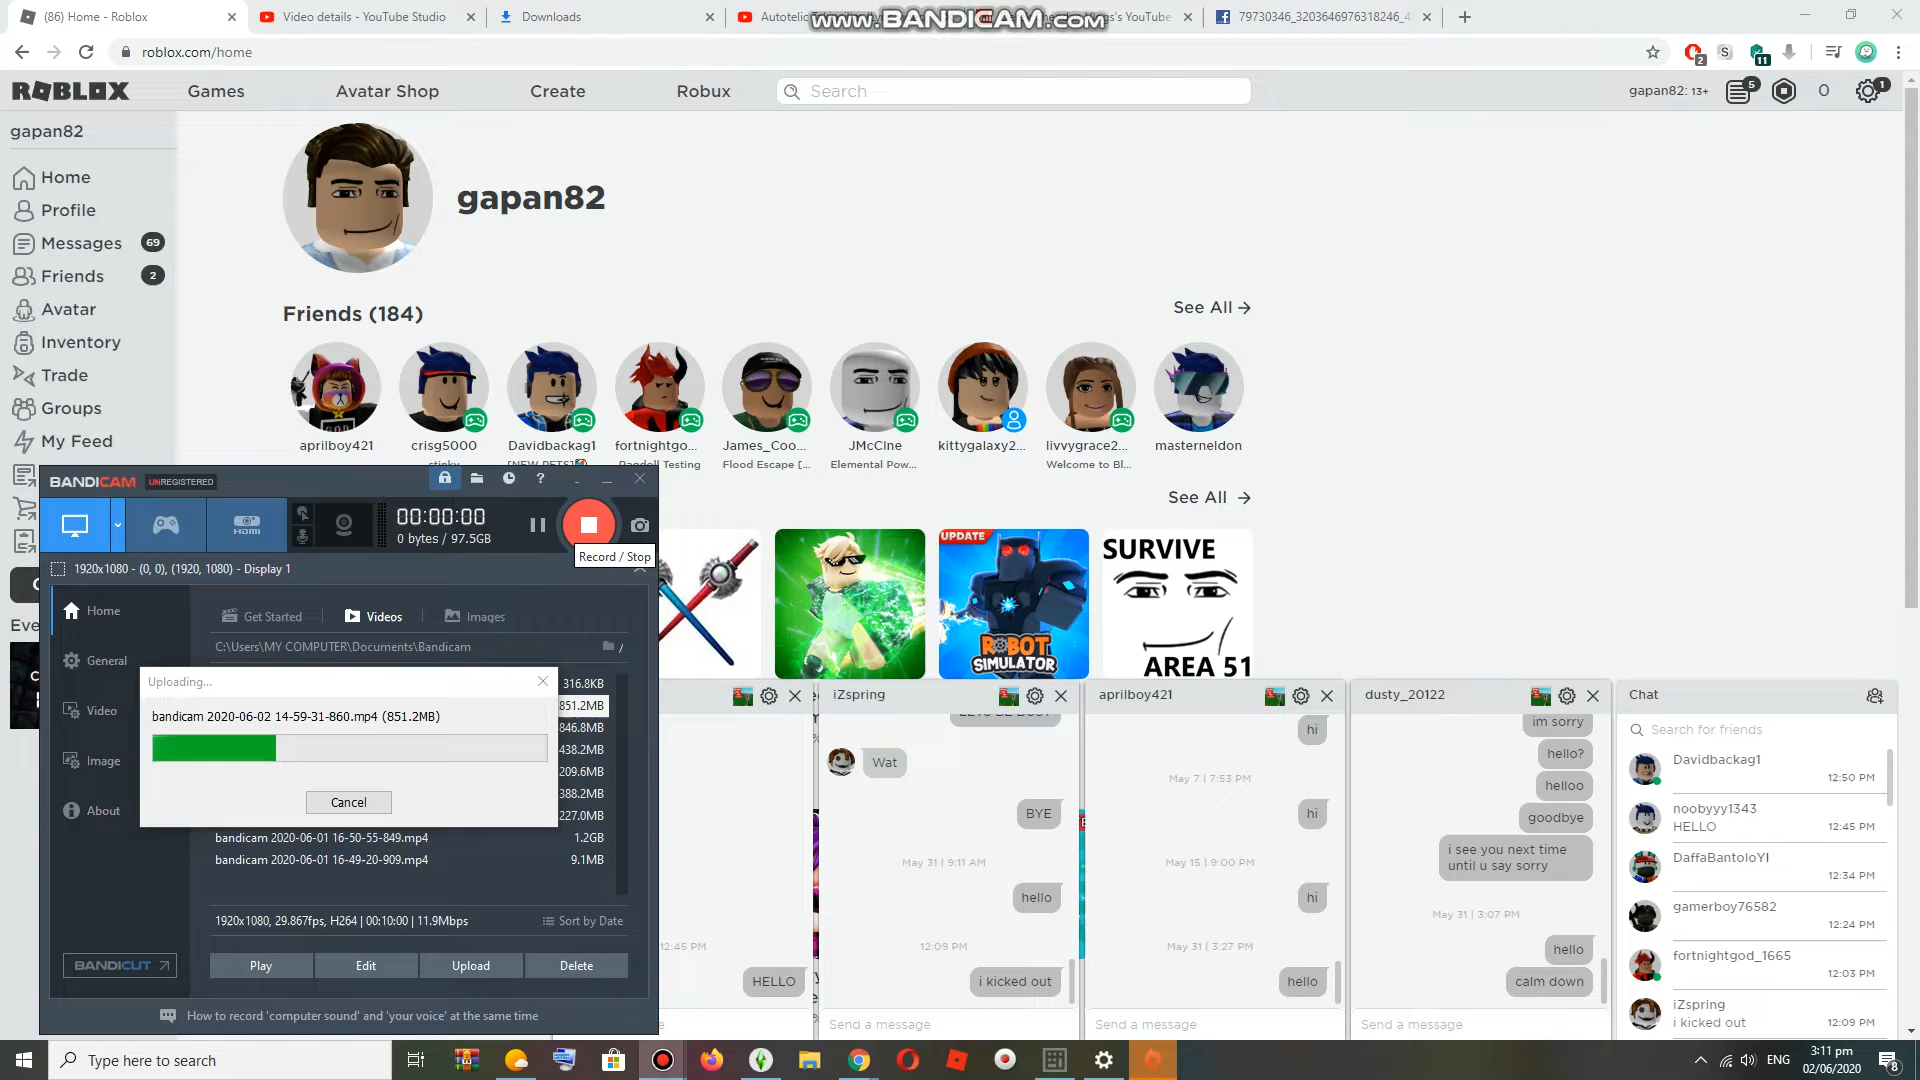 (86) Home - Roblox
Video details - YouTube Studio
Downloads
www.BANDICAM.com
79730346_3203646976318246_4
roblox.com/home
2
11
ROBLOX
Games
Avatar Shop
Create
Robux
Search
gapan82: 13+
5
0
1
gapan82
Home
Profile
Messages
69
Friends
2
Avatar
Inventory
Trade
Groups
My Feed
gapan82
Friends (184)
See All
aprilboy421
crisg5000
Davidbackag1
fortnightgo...
James_Coo...
JMcCIne
kittygalaxy2...
livvygrace2...
masterneldon
Ragdoll Testing
Flood Escape [...
Elemental Pow...
Welcome to Bl...
See All
UPDATE
ROBOT
SIMULATOR
SURVIVE
AREA 51
BANDICAM
UNREGISTERED
?
HDMI
00:00:00
0 bytes / 97.5GB
Record / Stop
1920x1080 - (0, 0), (1920, 1080) - Display 1
Home
General
Video
Image
About
BANDICUT
Get Started
Videos
Images
C:\Users\MY COMPUTER\Documents\Bandicam
316.8KB
851.2MB
846.8MB
438.2MB
209.6MB
388.2MB
227.0MB
bandicam 2020-06-01 16-50-55-849.mp4
1.2GB
bandicam 2020-06-01 16-49-20-909.mp4
9.1MB
Uploading...
bandicam 2020-06-02 14-59-31-860.mp4 (851.2MB)
Cancel
1920x1080, 29.867fps, H264 | 00:10:00 | 11.9Mbps
Sort by Date
Play
Edit
Upload
Delete
How to record 'computer sound' and 'your voice' at the same time
12:45 PM
HELLO
iZspring
Wat
BYE
May 31 | 9:11 AM
hello
12:09 PM
i kicked out
Send a message
aprilboy421
hi
May 7 | 7:53 PM
hi
May 15 | 9:00 PM
hi
May 31 | 3:27 PM
hello
Send a message
dusty_20122
im sorry
hello?
helloo
goodbye
i see you next time
until u say sorry
May 31 | 3:07 PM
hello
calm down
Send a message
Chat
Search for friends
Davidbackag1
12:50 PM
noobyyy1343
HELLO
12:45 PM
DaffaBantoloYI
12:34 PM
gamerboy76582
12:24 PM
fortnightgod_1665
12:03 PM
iZspring
i kicked out
12:09 PM
Type here to search
ENG
3:11 pm
02/06/2020
8